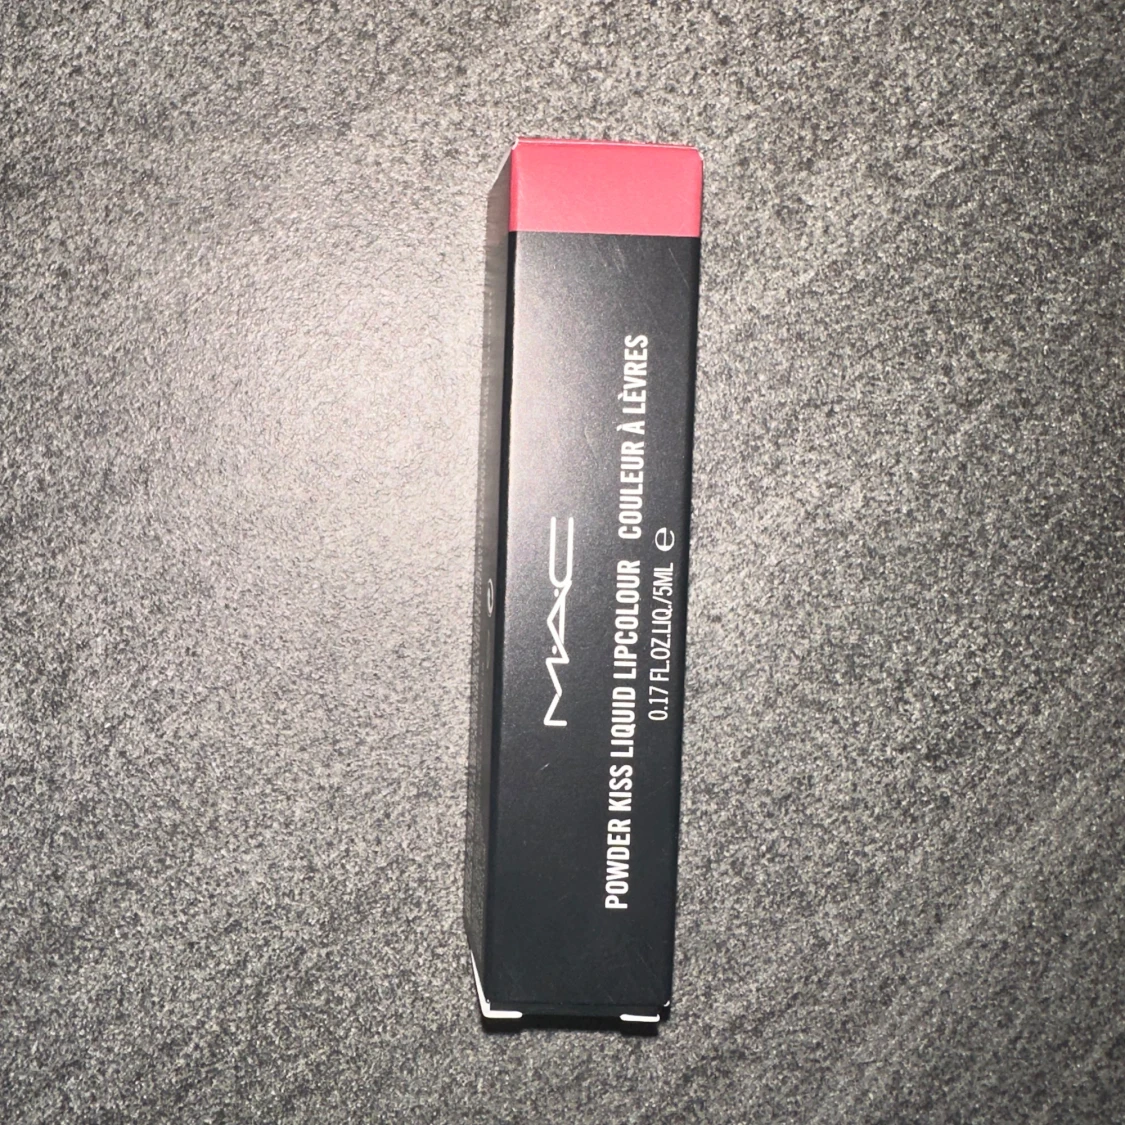 M·A·C
POWDER KISS LIQUID LIPCOLOUR COULEUR À LÈVRES
0.17 FL.OZ.LIQ./5ML ℮